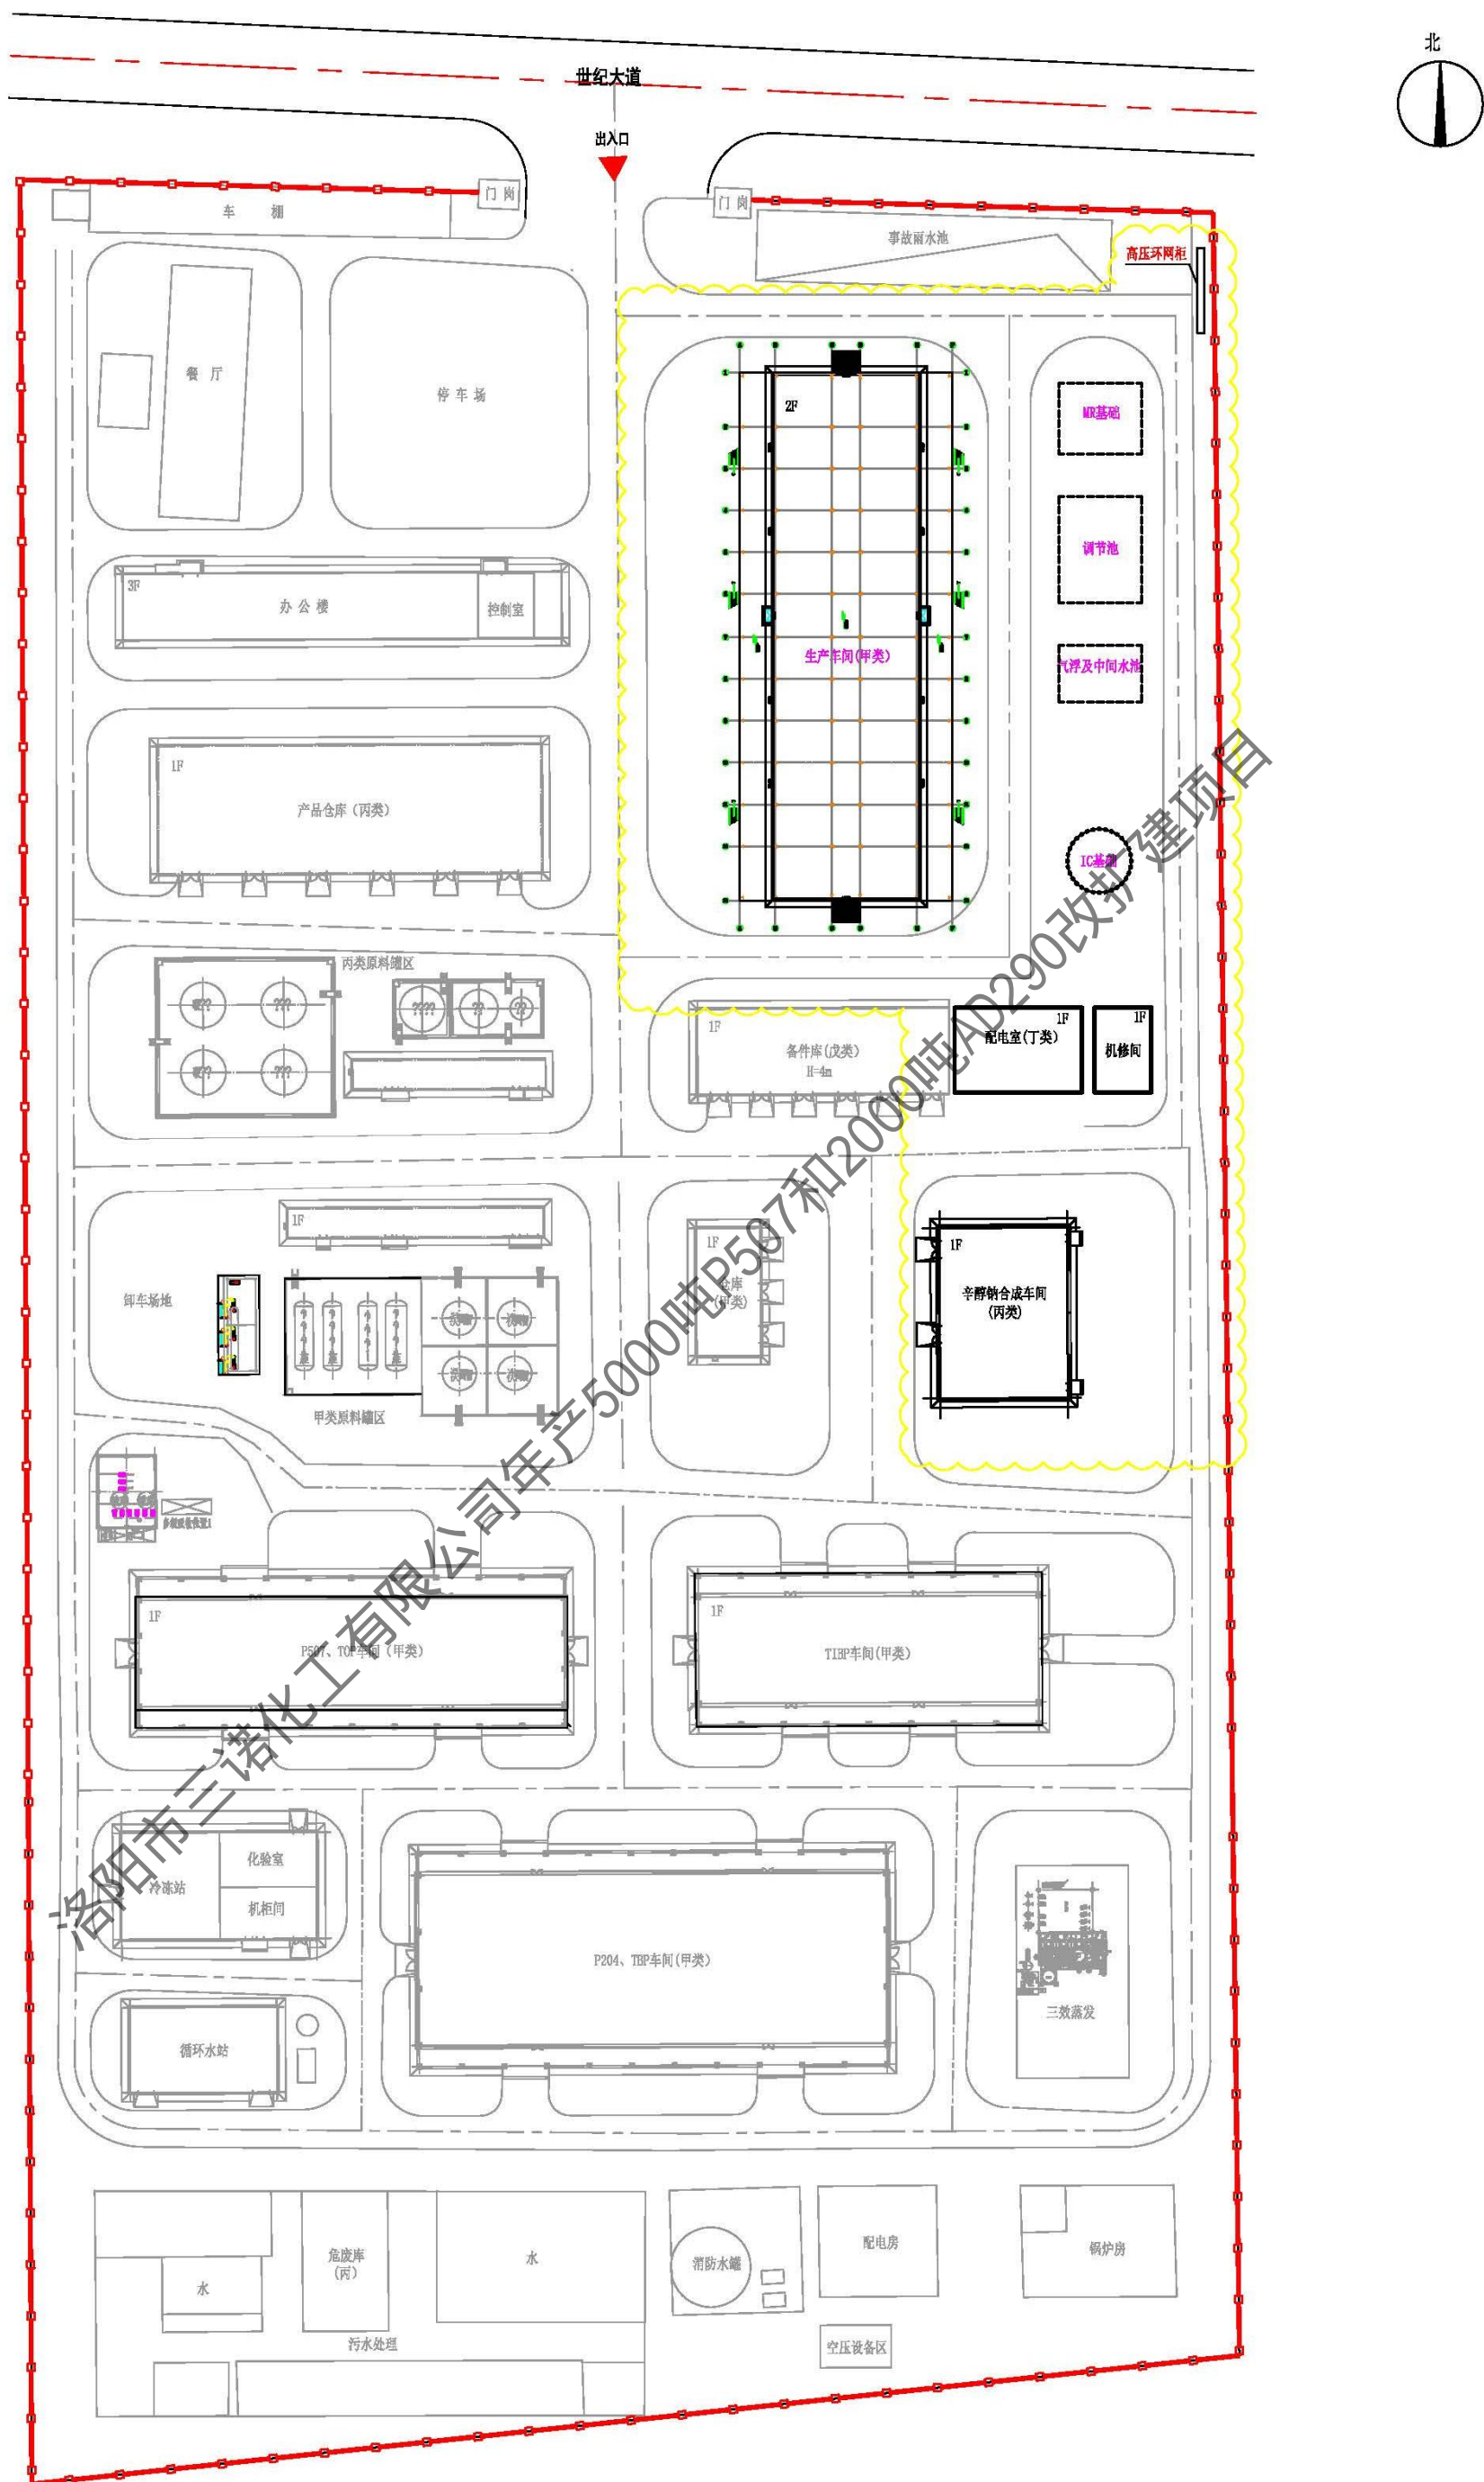 北
世纪大道
出入口
门岗
门岗
车棚
事故雨水池
高压环网柜
餐厅
停车场
2F
MR基础
调节池
3F
办公楼
控制室
生产车间(甲类)
气浮及中间水池
1F
产品仓库(丙类)
IC基础
丙类原料罐区
????
??
??
???
???
1F
备件库(戊类)
H=4m
1F
配电室(丁类)
1F
机修间
1F
1F
仓库
(甲类)
1F
辛醇钠合成车间
(丙类)
卸车场地
甲类原料罐区
1F
P507、TOP车间(甲类)
1F
TIBP车间(甲类)
化验室
冷冻站
机柜间
P204、TBP车间(甲类)
三效蒸发
循环水站
水
危废库
(丙)
水
消防水罐
配电房
锅炉房
污水处理
空压设备区
洛阳市三诺化工有限公司年产5000吨P507和2000吨AD290改扩建项目